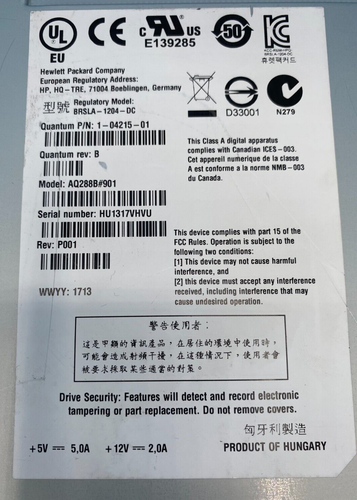 UL
EU
CE
c UL US
E139285
50
KCC-REM-HPQ-
BRSLA-1204-DC
휴렛팩커드
Hewlett Packard Company
European Regulatory Address:
HP, HQ-TRE, 71004 Boeblingen, Germany
型號 Regulatory Model:
BRSLA-1204-DC
D33001
N279
Quantum P/N: 1-04215-01
Quantum rev: B
Model: AQ288B#901
Serial number: HU1317VHVU
Rev: P001
WWYY: 1713
This Class A digital apparatus
complies with Canadian ICES-003.
Cet appareil numerique de la classe
A est conforme a la norme NMB-003
du Canada.
This device complies with part 15 of the
FCC Rules. Operation is subject to the
following two conditions:
[1] This device may not cause harmful
interference, and
[2] this device must accept any interference
received, including interference that may
cause undesired operation.
警告使用者:
這是甲類的資訊產品,在居住的環境中使用時,
可能會造成射頻干擾,在這種情況下,使用者會
被要求採取某些適當的對策。
Drive Security: Features will detect and record electronic
tampering or part replacement. Do not remove covers.
匈牙利製造
+5V ⎓ 5,0A +12V ⎓ 2,0A
PRODUCT OF HUNGARY